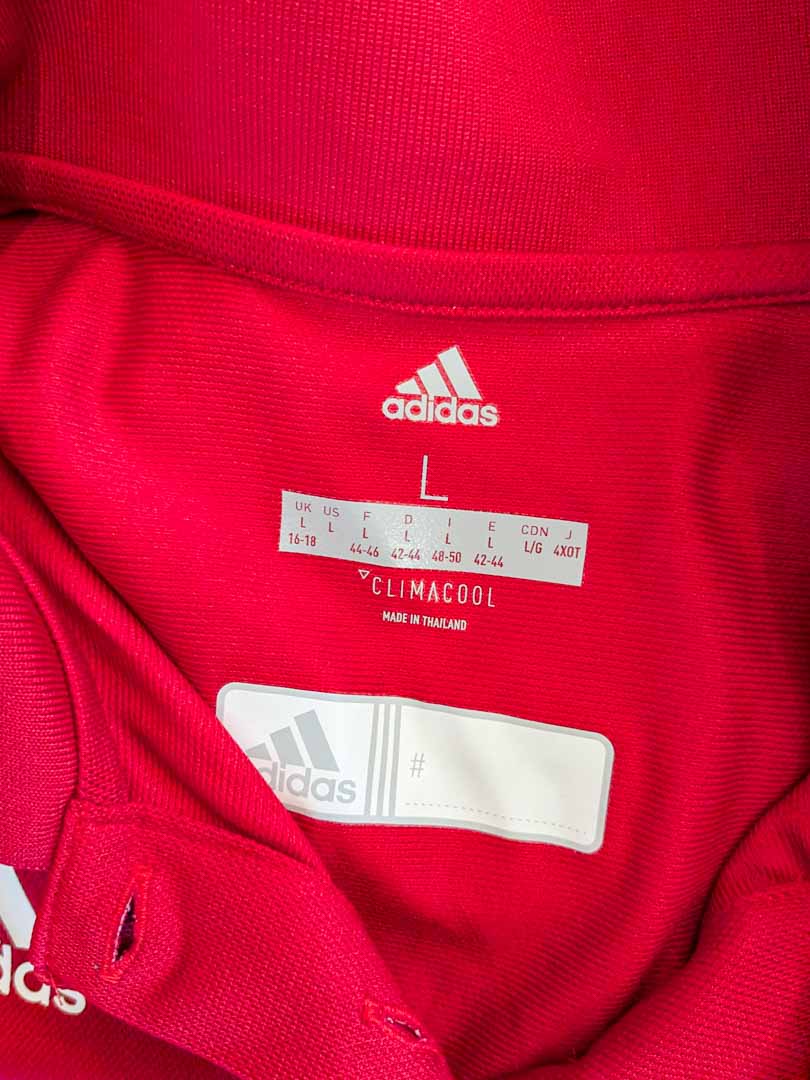 adidas
L
UK US F D I E CDN J
L L L L L L L/G 4XOT
16-18 44-46 42-44 48-50 42-44
CLIMACOOL
MADE IN THAILAND
adidas
#